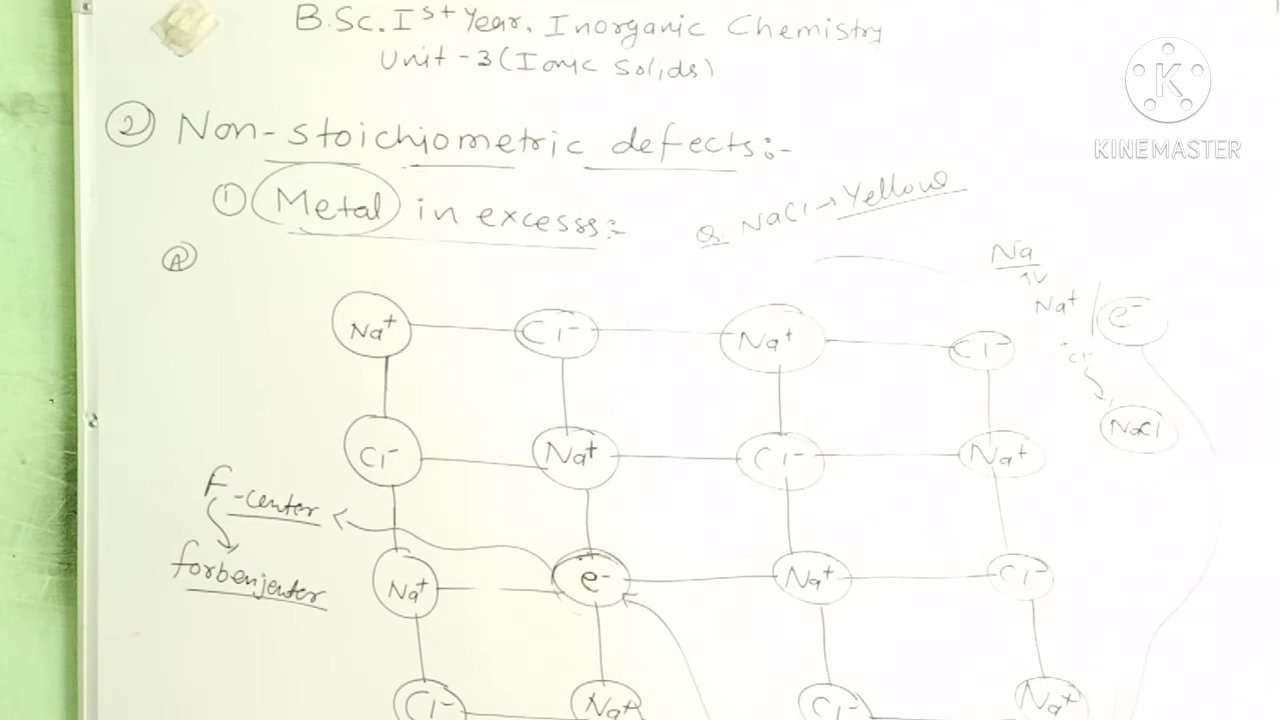 B.Sc. Ist Year, Inorganic Chemistry
Unit-3 (Ionic Solids)
K
KINEMASTER
② Non-stoichiometric defects:-
① Metal in excess:-
Q. NaCl → Yellow
A
Na
Na⁺ / e⁻
Cl⁻
NaCl
Na⁺ Cl⁻ Na⁺ Cl⁻
Cl⁻ Na⁺ Cl⁻ Na⁺
F-center
forbenjenter
Na⁺ e⁻ Na⁺ Cl⁻
Cl⁻ Na⁺ Cl⁻ Na⁺